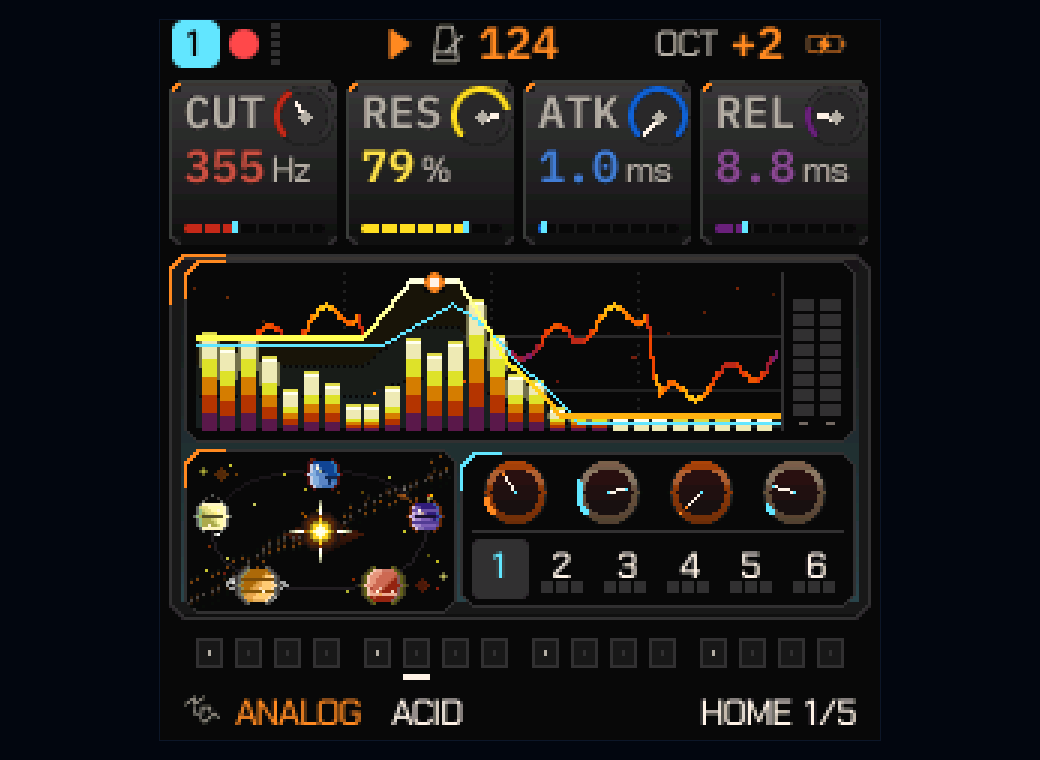 1 124 OCT +2
CUT RES ATK REL
355 Hz 79 % 1.0 ms 8.8 ms
1 2 3 4 5 6
ANALOG ACID HOME 1/5